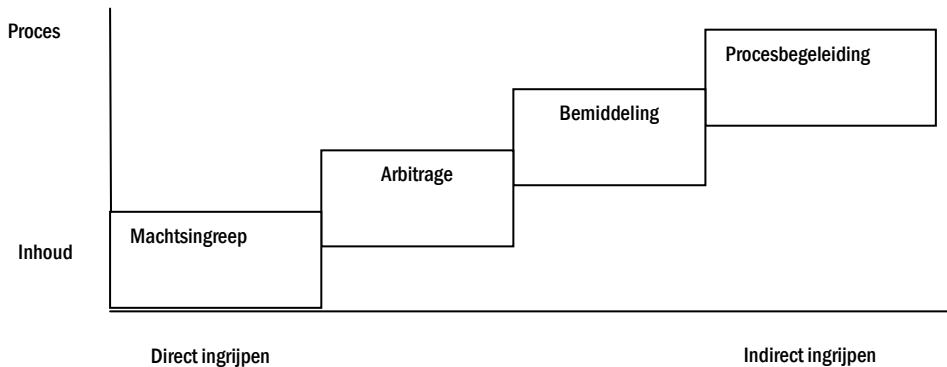 Proces
Procesbegeleiding
Bemiddeling
Arbitrage
Machtsingreep
Inhoud
Direct ingrijpen
Indirect ingrijpen